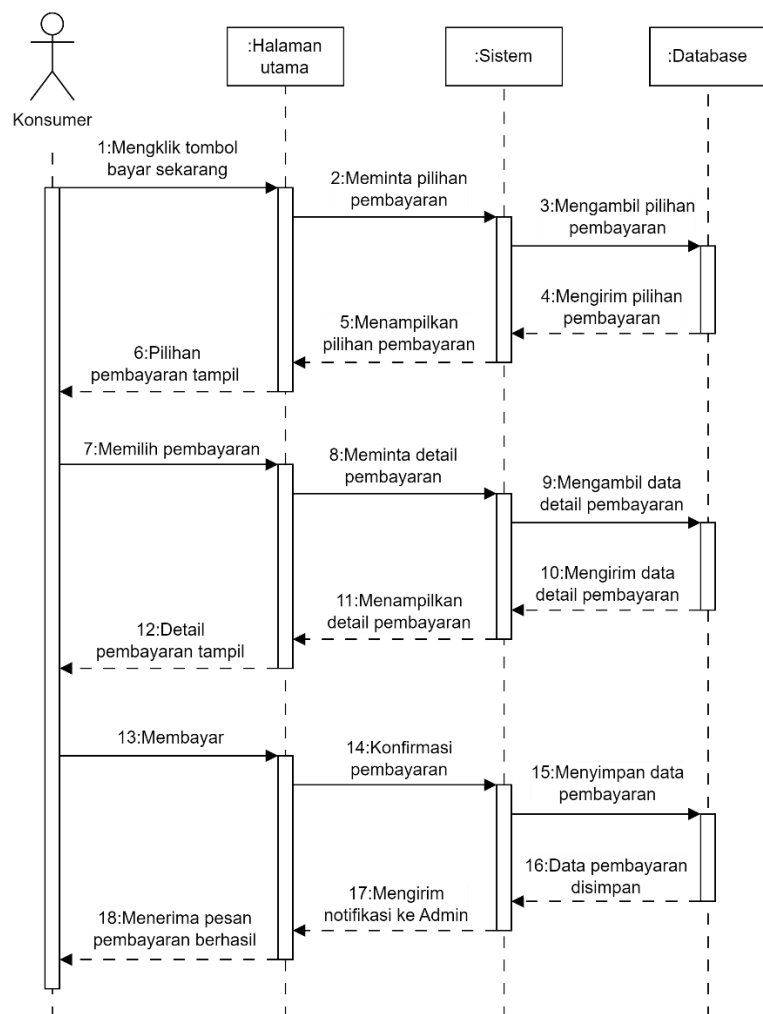 :Halaman
utama
:Sistem
:Database
Konsumer
1:Mengklik tombol
bayar sekarang
2:Meminta pilihan
pembayaran
3:Mengambil pilihan
pembayaran
4:Mengirim pilihan
pembayaran
5:Menampilkan
pilihan pembayaran
6:Pilihan
pembayaran tampil
7:Memilih pembayaran
8:Meminta detail
pembayaran
9:Mengambil data
detail pembayaran
10:Mengirim data
detail pembayaran
11:Menampilkan
detail pembayaran
12:Detail
pembayaran tampil
13:Membayar
14:Konfirmasi
pembayaran
15:Menyimpan data
pembayaran
16:Data pembayaran
disimpan
17:Mengirim
notifikasi ke Admin
18:Menerima pesan
pembayaran berhasil